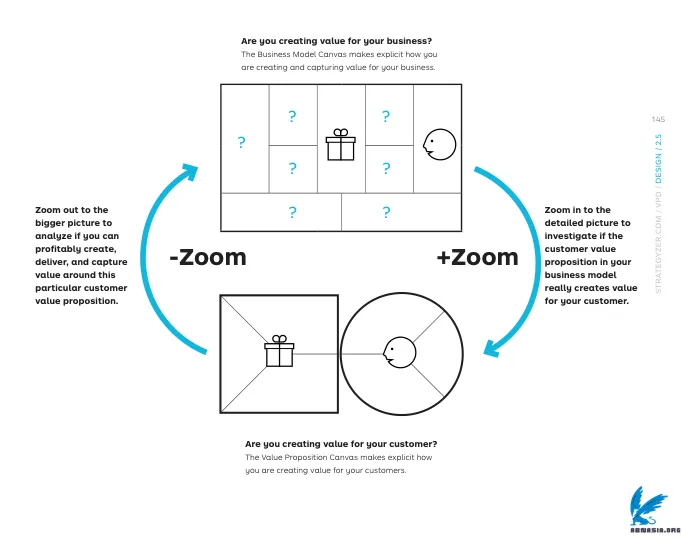 Are you creating value for your business?
The Business Model Canvas makes explicit how you
are creating and capturing value for your business.
145
STRATEGYZER.COM / VPD / DESIGN / 2.5
?
?
?
?
?
?
?
Zoom out to the
bigger picture to
analyze if you can
profitably create,
deliver, and capture
value around this
particular customer
value proposition.
-Zoom
+Zoom
Zoom in to the
detailed picture to
investigate if the
customer value
proposition in your
business model
really creates value
for your customer.
Are you creating value for your customer?
The Value Proposition Canvas makes explicit how
you are creating value for your customers.
ABMASIA.ORG